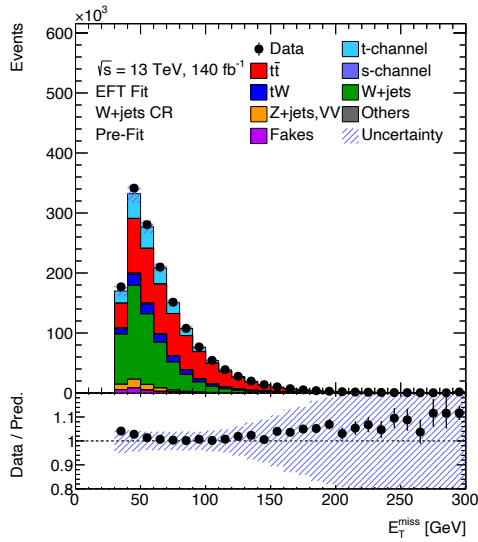 ×10³
Events
600
500
400
300
200
100
0
√s = 13 TeV, 140 fb⁻¹
EFT Fit
W+jets CR
Pre-Fit
Data
tt̄
tW
Z+jets,VV
Fakes
t-channel
s-channel
W+jets
Others
Uncertainty
Data / Pred.
1.1
1
0.9
0.8
0 50 100 150 200 250 300
E_T^miss [GeV]